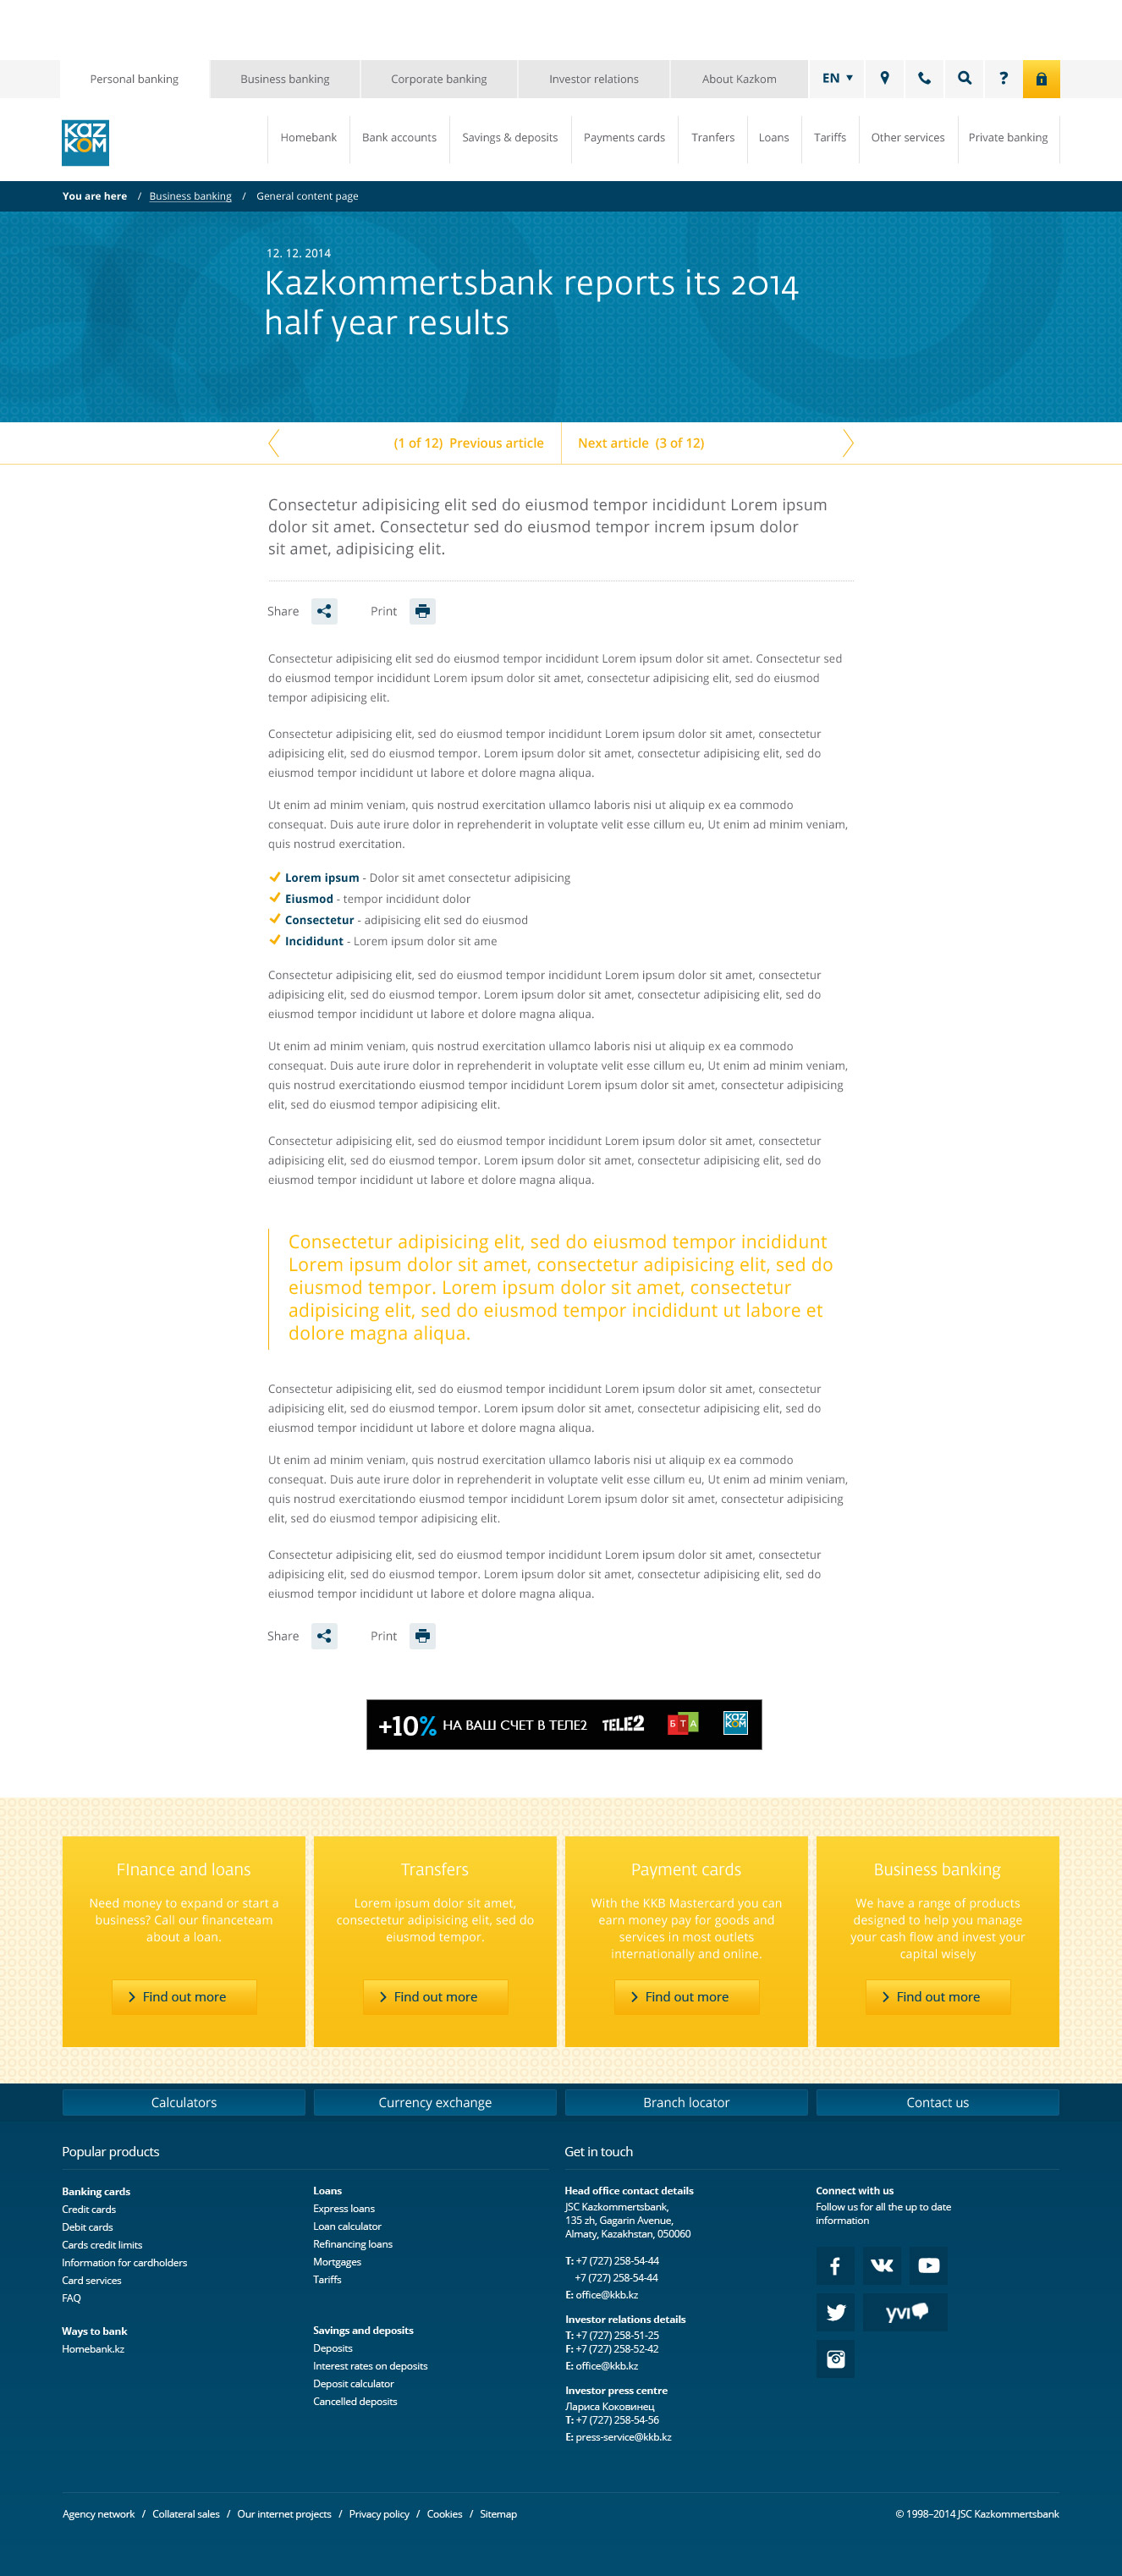 Personal banking
Business banking
Corporate banking
Investor relations
About Kazkom
EN
?
KAZ
KOM
Homebank
Bank accounts
Savings & deposits
Payments cards
Tranfers
Loans
Tariffs
Other services
Private banking
You are here / Business banking / General content page
12. 12. 2014
Kazkommertsbank reports its 2014
half year results
(1 of 12) Previous article
Next article (3 of 12)
Consectetur adipisicing elit sed do eiusmod tempor incididunt Lorem ipsum
dolor sit amet. Consectetur sed do eiusmod tempor increm ipsum dolor
sit amet, adipisicing elit.
Share
Print
Consectetur adipisicing elit sed do eiusmod tempor incididunt Lorem ipsum dolor sit amet. Consectetur sed
do eiusmod tempor incididunt Lorem ipsum dolor sit amet, consectetur adipisicing elit, sed do eiusmod
tempor adipisicing elit.
Consectetur adipisicing elit, sed do eiusmod tempor incididunt Lorem ipsum dolor sit amet, consectetur
adipisicing elit, sed do eiusmod tempor. Lorem ipsum dolor sit amet, consectetur adipisicing elit, sed do
eiusmod tempor incididunt ut labore et dolore magna aliqua.
Ut enim ad minim veniam, quis nostrud exercitation ullamco laboris nisi ut aliquip ex ea commodo
consequat. Duis aute irure dolor in reprehenderit in voluptate velit esse cillum eu, Ut enim ad minim veniam,
quis nostrud exercitation.
Lorem ipsum - Dolor sit amet consectetur adipisicing
Eiusmod - tempor incididunt dolor
Consectetur - adipisicing elit sed do eiusmod
Incididunt - Lorem ipsum dolor sit ame
Consectetur adipisicing elit, sed do eiusmod tempor incididunt Lorem ipsum dolor sit amet, consectetur
adipisicing elit, sed do eiusmod tempor. Lorem ipsum dolor sit amet, consectetur adipisicing elit, sed do
eiusmod tempor incididunt ut labore et dolore magna aliqua.
Ut enim ad minim veniam, quis nostrud exercitation ullamco laboris nisi ut aliquip ex ea commodo
consequat. Duis aute irure dolor in reprehenderit in voluptate velit esse cillum eu, Ut enim ad minim veniam,
quis nostrud exercitationdo eiusmod tempor incididunt Lorem ipsum dolor sit amet, consectetur adipisicing
elit, sed do eiusmod tempor adipisicing elit.
Consectetur adipisicing elit, sed do eiusmod tempor incididunt Lorem ipsum dolor sit amet, consectetur
adipisicing elit, sed do eiusmod tempor. Lorem ipsum dolor sit amet, consectetur adipisicing elit, sed do
eiusmod tempor incididunt ut labore et dolore magna aliqua.
Consectetur adipisicing elit, sed do eiusmod tempor incididunt
Lorem ipsum dolor sit amet, consectetur adipisicing elit, sed do
eiusmod tempor. Lorem ipsum dolor sit amet, consectetur
adipisicing elit, sed do eiusmod tempor incididunt ut labore et
dolore magna aliqua.
Consectetur adipisicing elit, sed do eiusmod tempor incididunt Lorem ipsum dolor sit amet, consectetur
adipisicing elit, sed do eiusmod tempor. Lorem ipsum dolor sit amet, consectetur adipisicing elit, sed do
eiusmod tempor incididunt ut labore et dolore magna aliqua.
Ut enim ad minim veniam, quis nostrud exercitation ullamco laboris nisi ut aliquip ex ea commodo
consequat. Duis aute irure dolor in reprehenderit in voluptate velit esse cillum eu, Ut enim ad minim veniam,
quis nostrud exercitationdo eiusmod tempor incididunt Lorem ipsum dolor sit amet, consectetur adipisicing
elit, sed do eiusmod tempor adipisicing elit.
Consectetur adipisicing elit, sed do eiusmod tempor incididunt Lorem ipsum dolor sit amet, consectetur
adipisicing elit, sed do eiusmod tempor. Lorem ipsum dolor sit amet, consectetur adipisicing elit, sed do
eiusmod tempor incididunt ut labore et dolore magna aliqua.
Share
Print
+10% НА ВАШ СЧЕТ В ТЕЛЕ2
TELE2
БТА
KAZ
KOM
FInance and loans
Need money to expand or start a
business? Call our financeteam
about a loan.
Find out more
Transfers
Lorem ipsum dolor sit amet,
consectetur adipisicing elit, sed do
eiusmod tempor.
Find out more
Payment cards
With the KKB Mastercard you can
earn money pay for goods and
services in most outlets
internationally and online.
Find out more
Business banking
We have a range of products
designed to help you manage
your cash flow and invest your
capital wisely
Find out more
Calculators
Currency exchange
Branch locator
Contact us
Popular products
Banking cards
Credit cards
Debit cards
Cards credit limits
Information for cardholders
Card services
FAQ
Ways to bank
Homebank.kz
Loans
Express loans
Loan calculator
Refinancing loans
Mortgages
Tariffs
Savings and deposits
Deposits
Interest rates on deposits
Deposit calculator
Cancelled deposits
Get in touch
Head office contact details
JSC Kazkommertsbank,
135 zh, Gagarin Avenue,
Almaty, Kazakhstan, 050060
T: +7 (727) 258-54-44
+7 (727) 258-54-44
E: office@kkb.kz
Investor relations details
T: +7 (727) 258-51-25
F: +7 (727) 258-52-42
E: office@kkb.kz
Investor press centre
Лариса Коковинец
T: +7 (727) 258-54-56
E: press-service@kkb.kz
Connect with us
Follow us for all the up to date
information
yvi
Agency network / Collateral sales / Our internet projects / Privacy policy / Cookies / Sitemap
© 1998–2014 JSC Kazkommertsbank